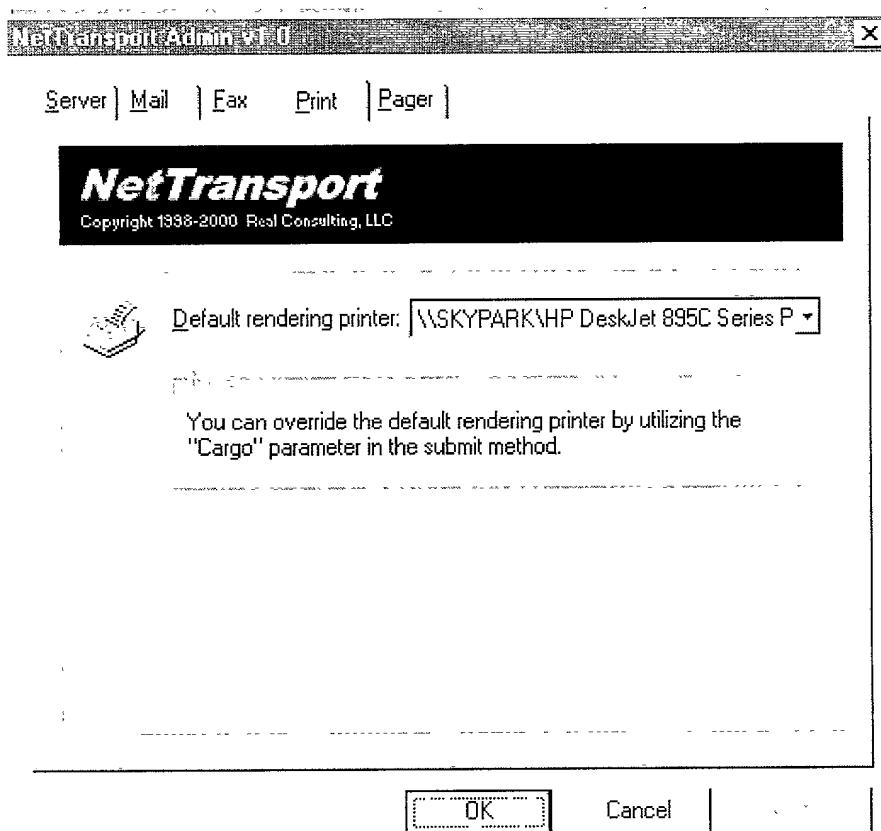 NetTransport Admin v1.0
Server Mail Fax Print Pager
NetTransport
Copyright 1998-2000 Real Consulting, LLC
Default rendering printer: \\SKYPARK\HP DeskJet 895C Series P
You can override the default rendering printer by utilizing the
"Cargo" parameter in the submit method.
OK Cancel